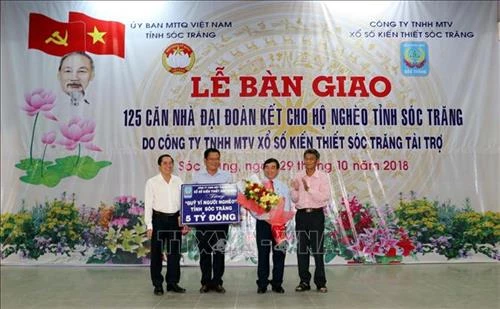 ỦY BAN MTTQ VIỆT NAM
TỈNH SÓC TRĂNG
CÔNG TY TNHH MTV
XỔ SỐ KIẾN THIẾT SÓC TRĂNG
SÓC TRĂNG
LỄ BÀN GIAO
125 CĂN NHÀ ĐẠI ĐOÀN KẾT CHO HỘ NGHÈO TỈNH SÓC TRĂNG
DO CÔNG TY TNHH MTV XỔ SỐ KIẾN THIẾT SÓC TRĂNG TÀI TRỢ
Sóc Trăng, 29 tháng 10 năm 2018
"QUỸ VÌ NGƯỜI NGHÈO"
TỈNH SÓC TRĂNG
5 TỶ ĐỒNG